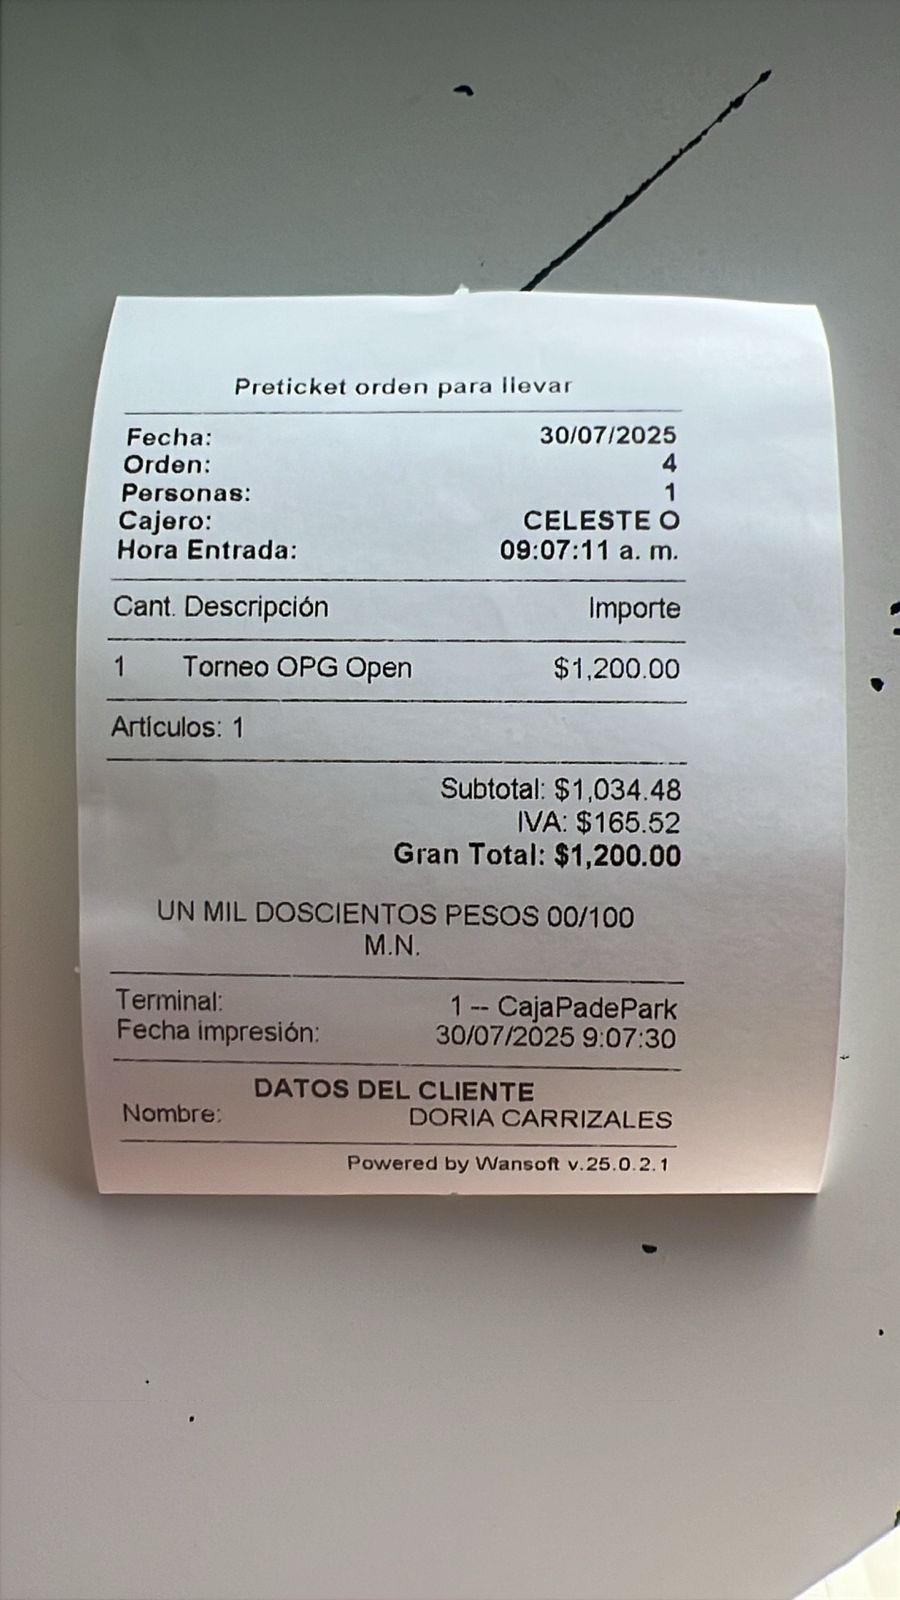 Preticket orden para llevar
Fecha: 30/07/2025
Orden: 4
Personas: 1
Cajero: CELESTE O
Hora Entrada: 09:07:11 a. m.
Cant. Descripción Importe
1 Torneo OPG Open $1,200.00
Artículos: 1
Subtotal: $1,034.48
IVA: $165.52
Gran Total: $1,200.00
UN MIL DOSCIENTOS PESOS 00/100
M.N.
Terminal: 1 -- CajaPadePark
Fecha impresión: 30/07/2025 9:07:30
DATOS DEL CLIENTE
Nombre: DORIA CARRIZALES
Powered by Wansoft v.25.0.2.1